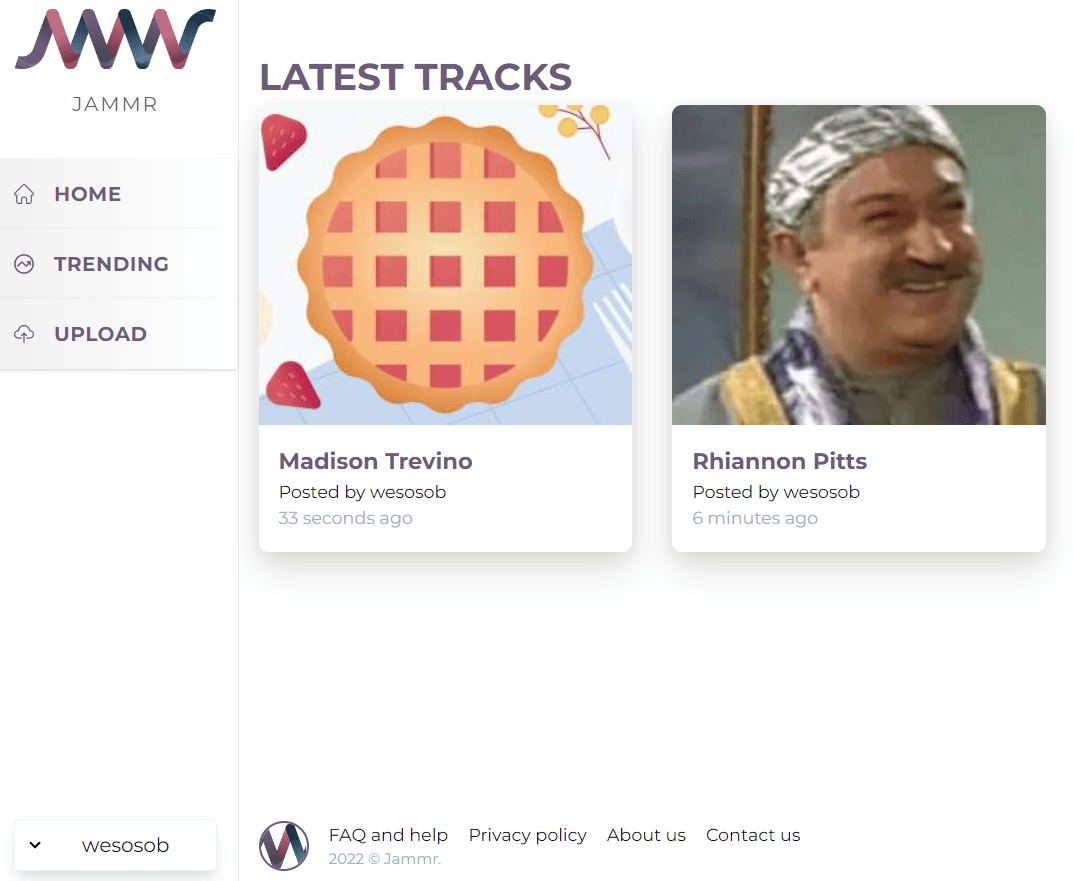 JAMMR
HOME
TRENDING
UPLOAD
wesosob
LATEST TRACKS
Madison Trevino
Posted by wesosob
33 seconds ago
Rhiannon Pitts
Posted by wesosob
6 minutes ago
FAQ and help Privacy policy About us Contact us
2022 © Jammr.